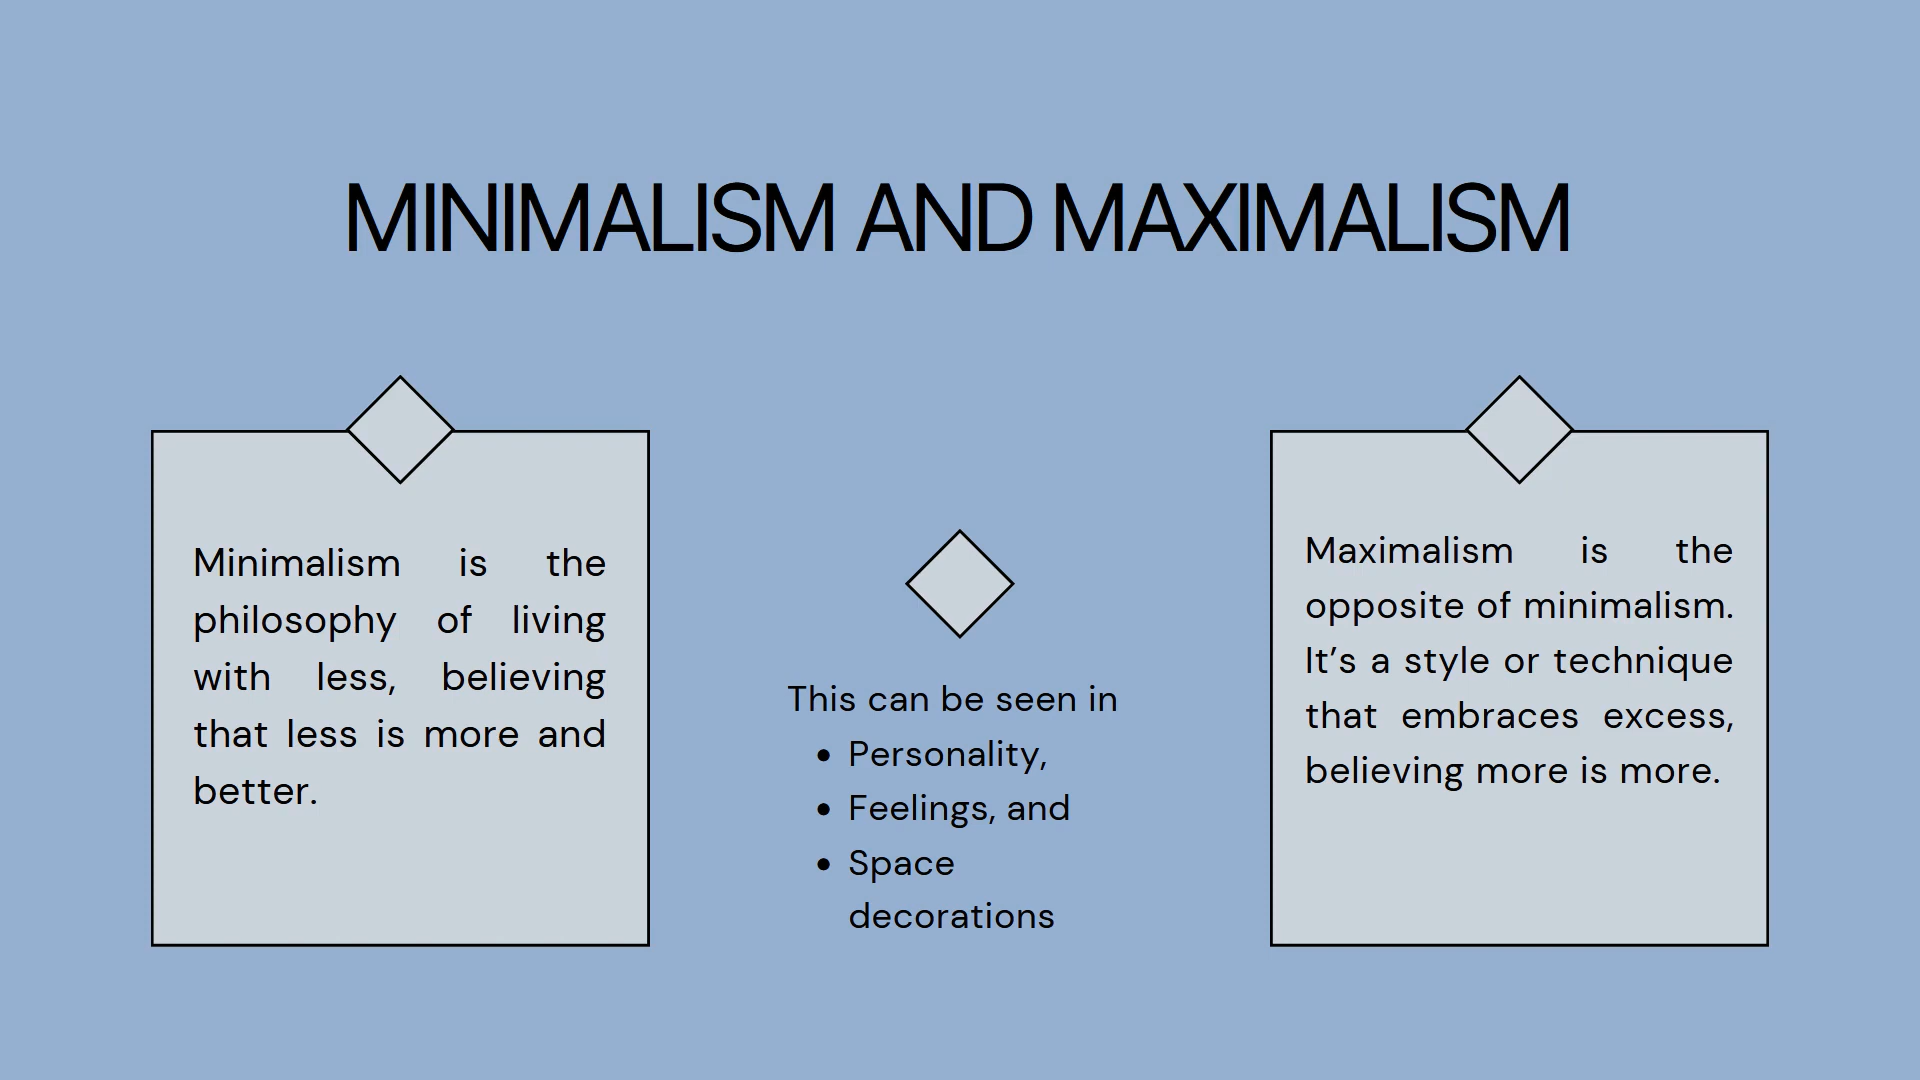 MINIMALISM AND MAXIMALISM
Minimalism is the
philosophy of living
with less, believing
that less is more and
better.
This can be seen in
• Personality,
• Feelings, and
• Space
decorations
Maximalism is the
opposite of minimalism.
It’s a style or technique
that embraces excess,
believing more is more.